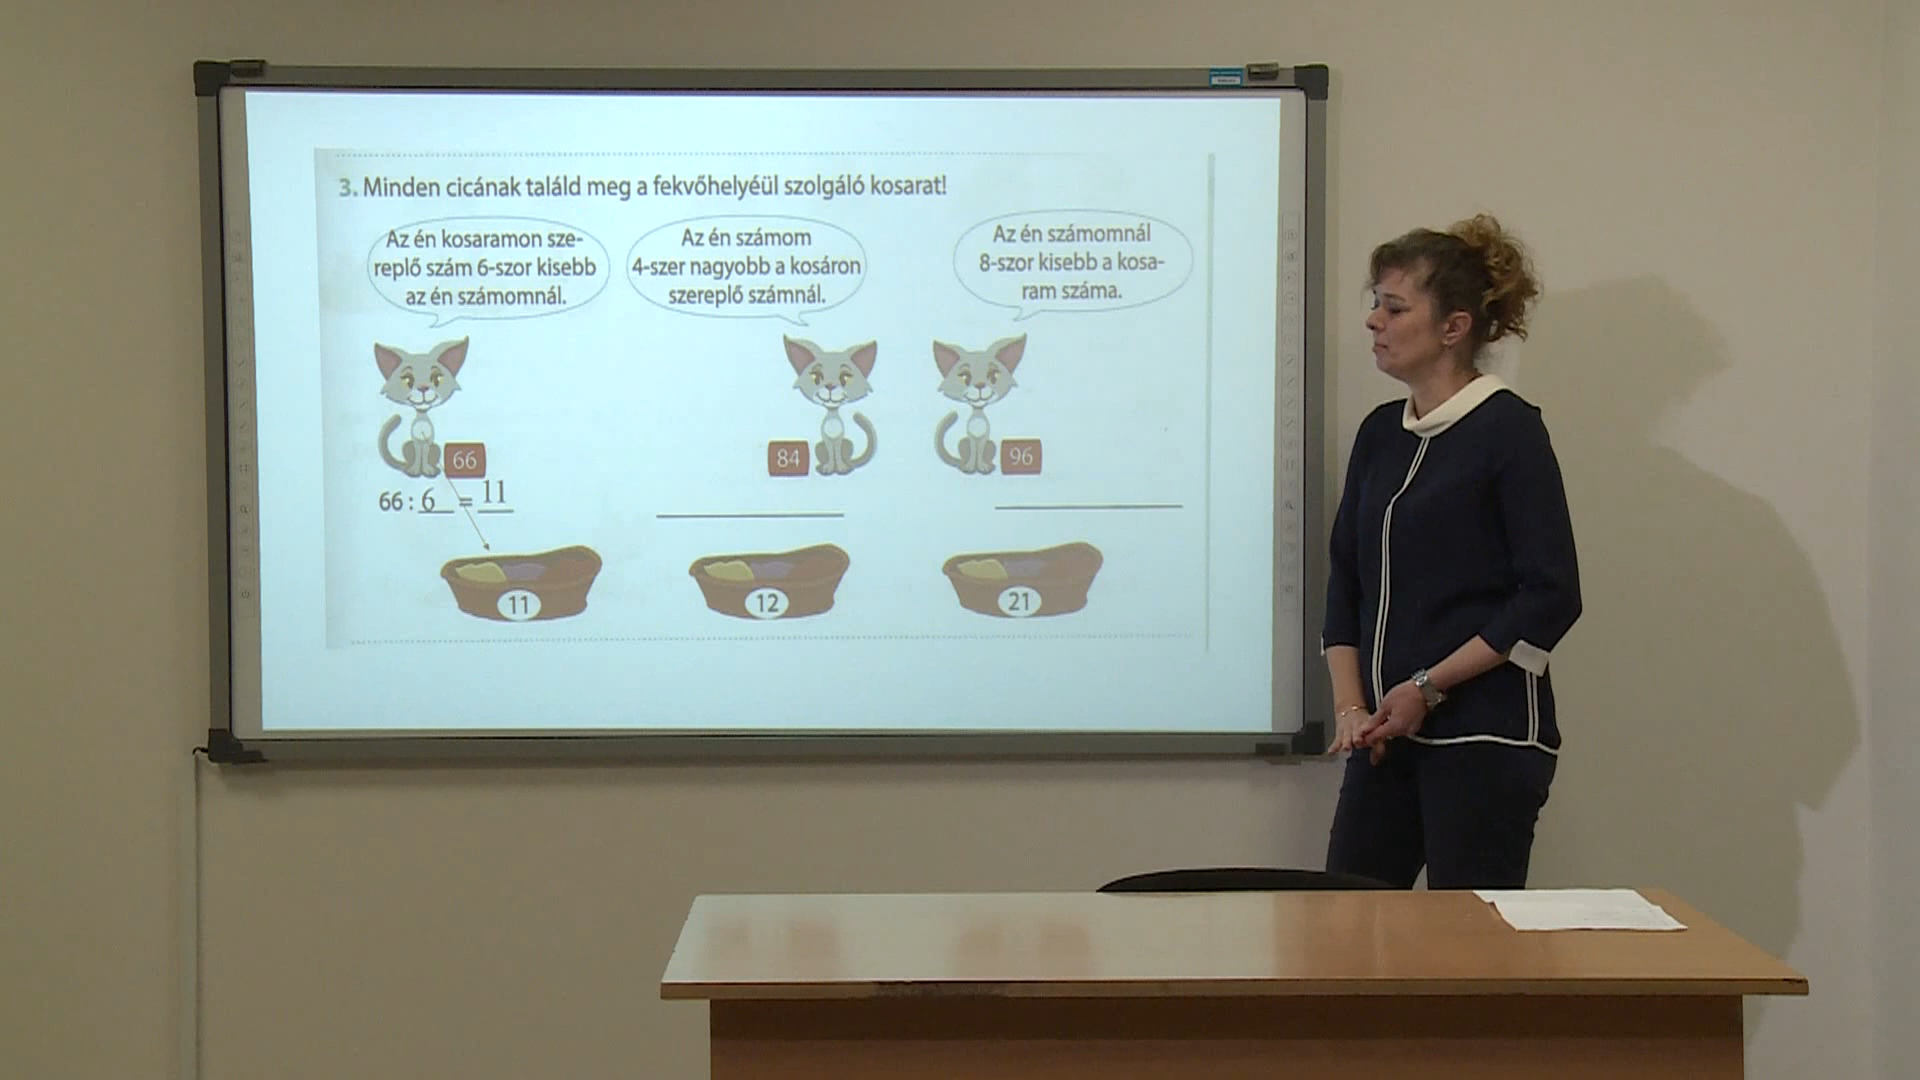 3. Minden cicának találd meg a fekvőhelyéül szolgáló kosarat!
Az én kosaramon sze-
replő szám 6-szor kisebb
az én számomnál.
Az én számom
4-szer nagyobb a kosáron
szereplő számnál.
Az én számomnál
8-szor kisebb a kosa-
ram száma.
66
84
96
66 : 6 = 11
11
12
21